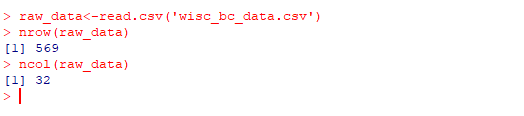 > raw_data<-read.csv('wisc_bc_data.csv')
> nrow(raw_data)
[1] 569
> ncol(raw_data)
[1] 32
>